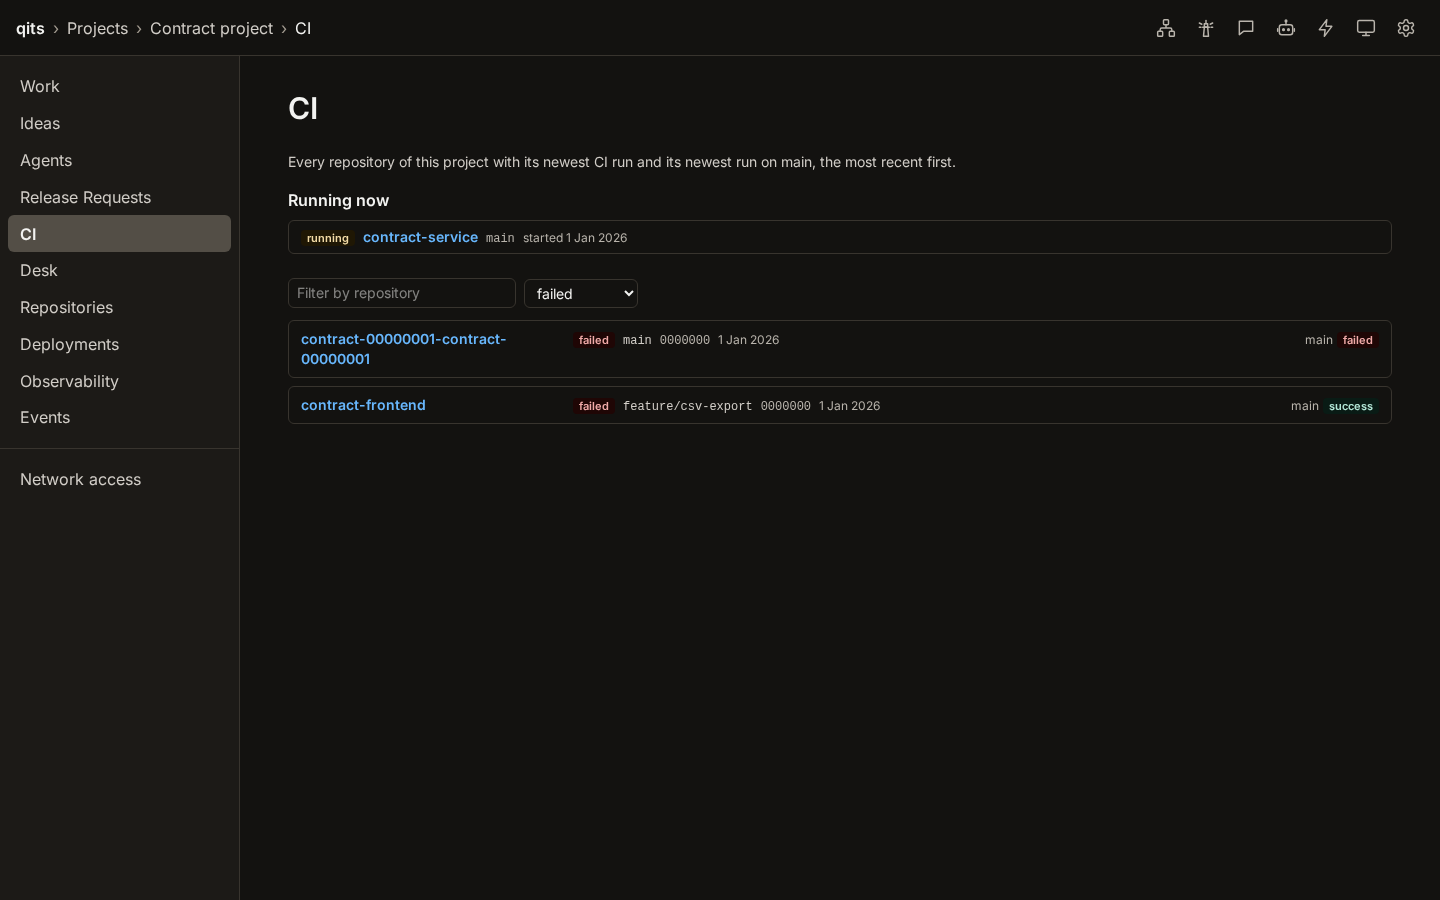 qits › Projects › Contract project › CI
Work
Ideas
Agents
Release Requests
CI
Desk
Repositories
Deployments
Observability
Events
Network access
CI
Every repository of this project with its newest CI run and its newest run on main, the most recent first.
Running now
running contract-service main started 1 Jan 2026
Filter by repository failed
contract-00000001-contract-
00000001 failed main 0000000 1 Jan 2026 main failed
contract-frontend failed feature/csv-export 0000000 1 Jan 2026 main success